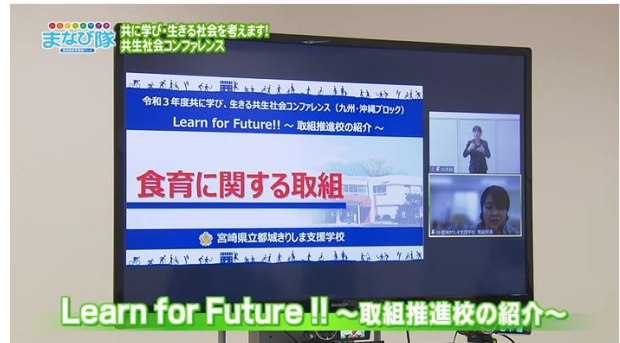 まなび隊
共に学び・生きる社会を考えます!
共生社会コンファレンス
令和3年度共に学び、生きる共生社会コンファレンス（九州・沖縄ブロック）
Learn for Future!! ～ 取組推進校の紹介 ～
食育に関する取組
宮崎県立都城きりしま支援学校
Learn for Future !! ～取組推進校の紹介～